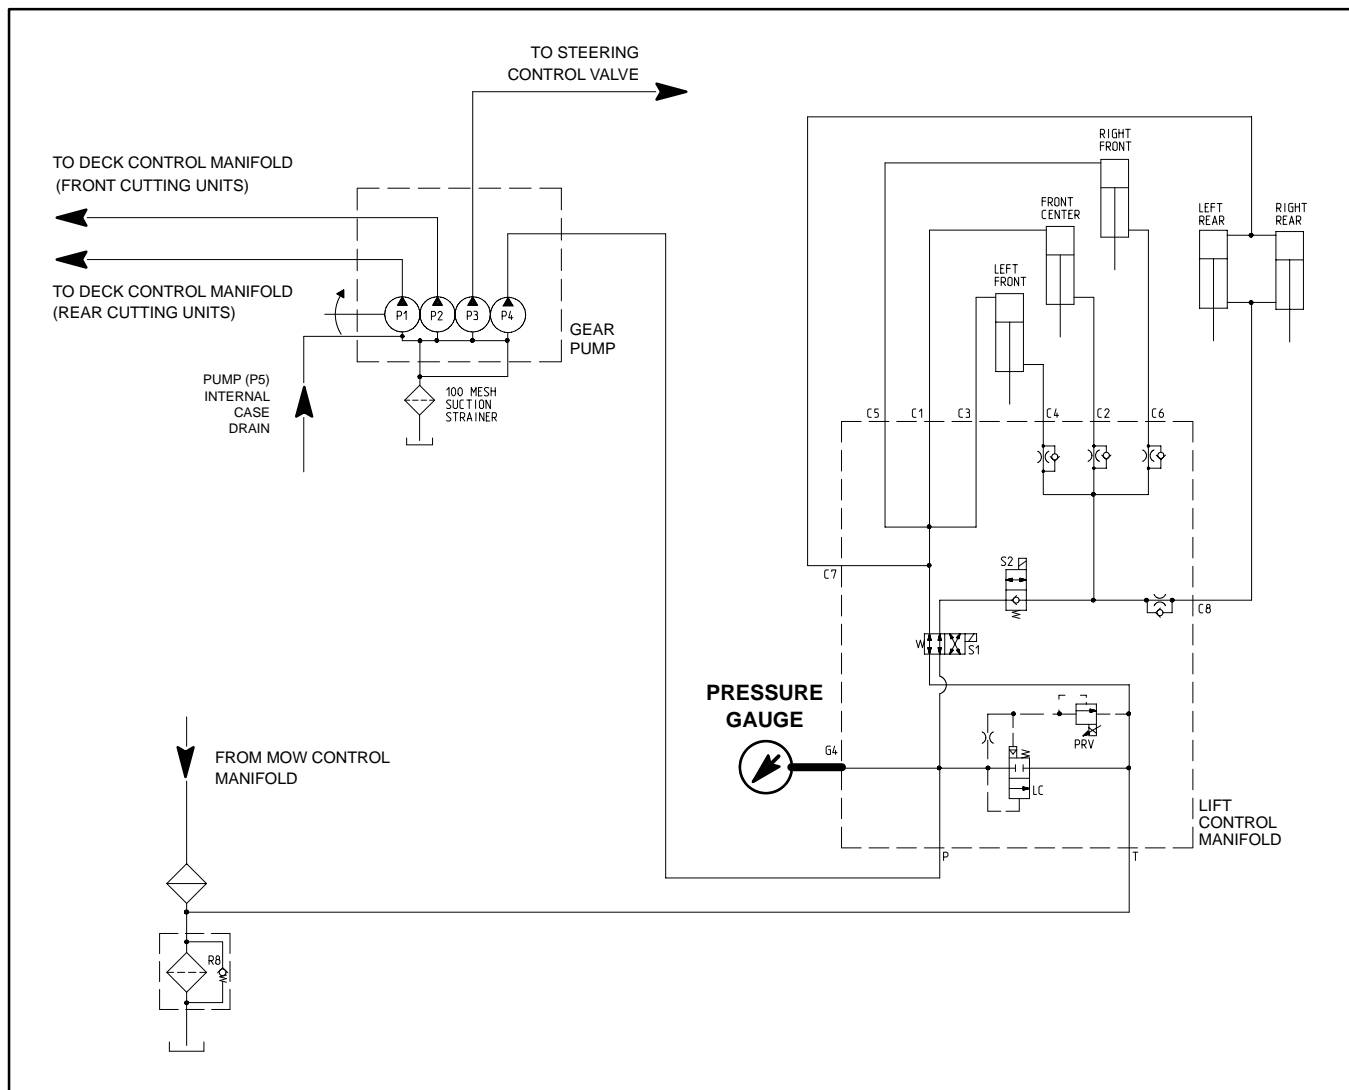 TO STEERING
CONTROL VALVE
TO DECK CONTROL MANIFOLD
(FRONT CUTTING UNITS)
TO DECK CONTROL MANIFOLD
(REAR CUTTING UNITS)
P1
P2
P3
P4
GEAR
PUMP
PUMP (P5)
INTERNAL
CASE
DRAIN
100 MESH
SUCTION
STRAINER
RIGHT
FRONT
FRONT
CENTER
LEFT
FRONT
LEFT
REAR
RIGHT
REAR
C5
C1
C3
C4
C2
C6
C7
S2
C8
S1
PRESSURE
GAUGE
G4
PRV
LC
LIFT
CONTROL
MANIFOLD
P
T
FROM MOW CONTROL
MANIFOLD
R8